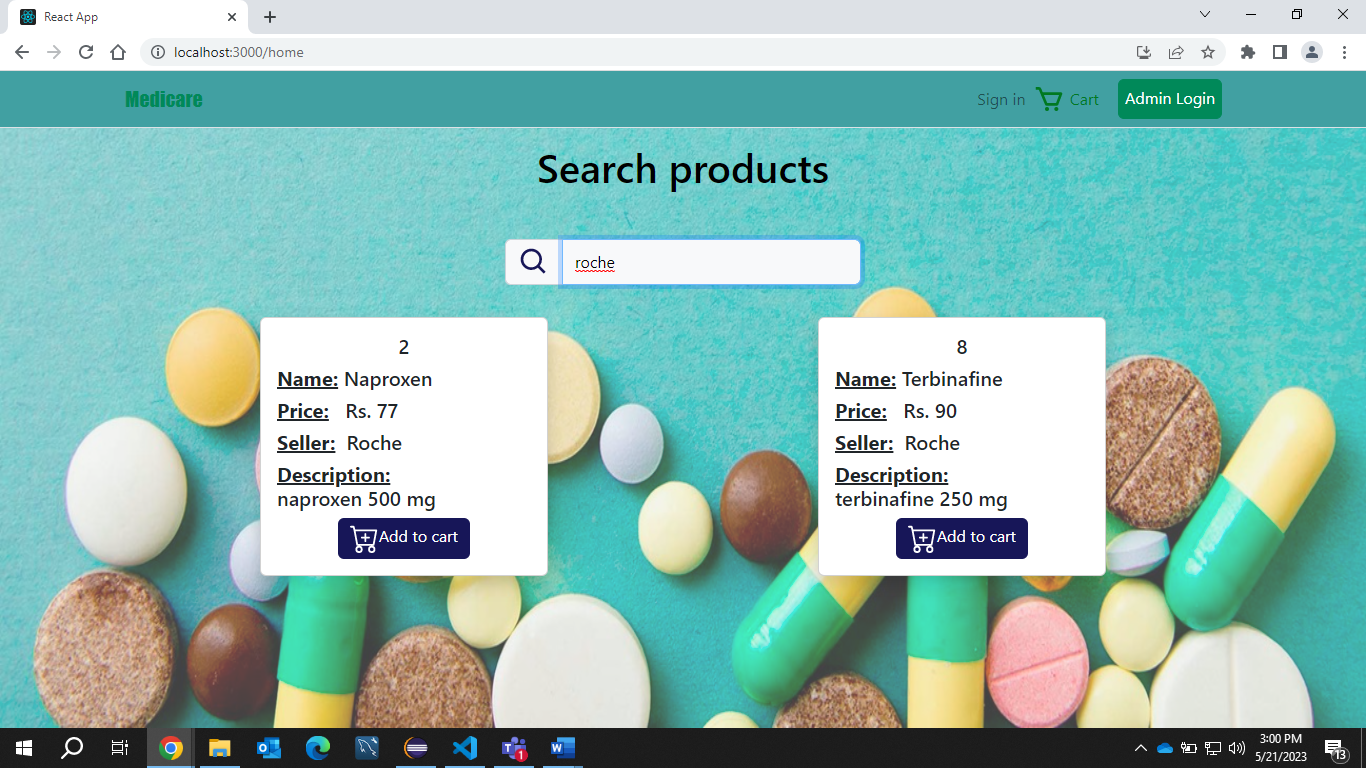 React App
localhost:3000/home
Medicare
Sign in
Cart
Admin Login
Search products
roche
2
Name: Naproxen
Price: Rs. 77
Seller: Roche
Description:
naproxen 500 mg
Add to cart
8
Name: Terbinafine
Price: Rs. 90
Seller: Roche
Description:
terbinafine 250 mg
Add to cart
1
3:00 PM
5/21/2023
13